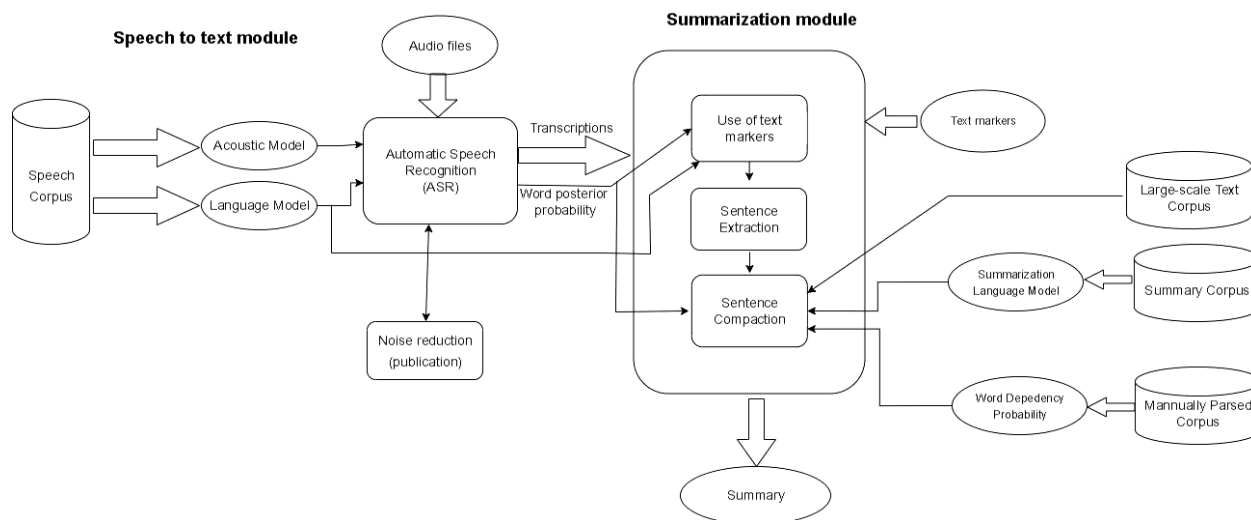 Summarization module
Speech to text module
Audio files
Speech
Corpus
Acoustic Model
Language Model
Automatic Speech
Recognition
(ASR)
Transcriptions
Word posterior
probability
Noise reduction
(publication)
Use of text
markers
Sentence
Extraction
Sentence
Compaction
Text markers
Large-scale Text
Corpus
Summarization
Language Model
Summary Corpus
Word Depedency
Probability
Mannually Parsed
Corpus
Summary